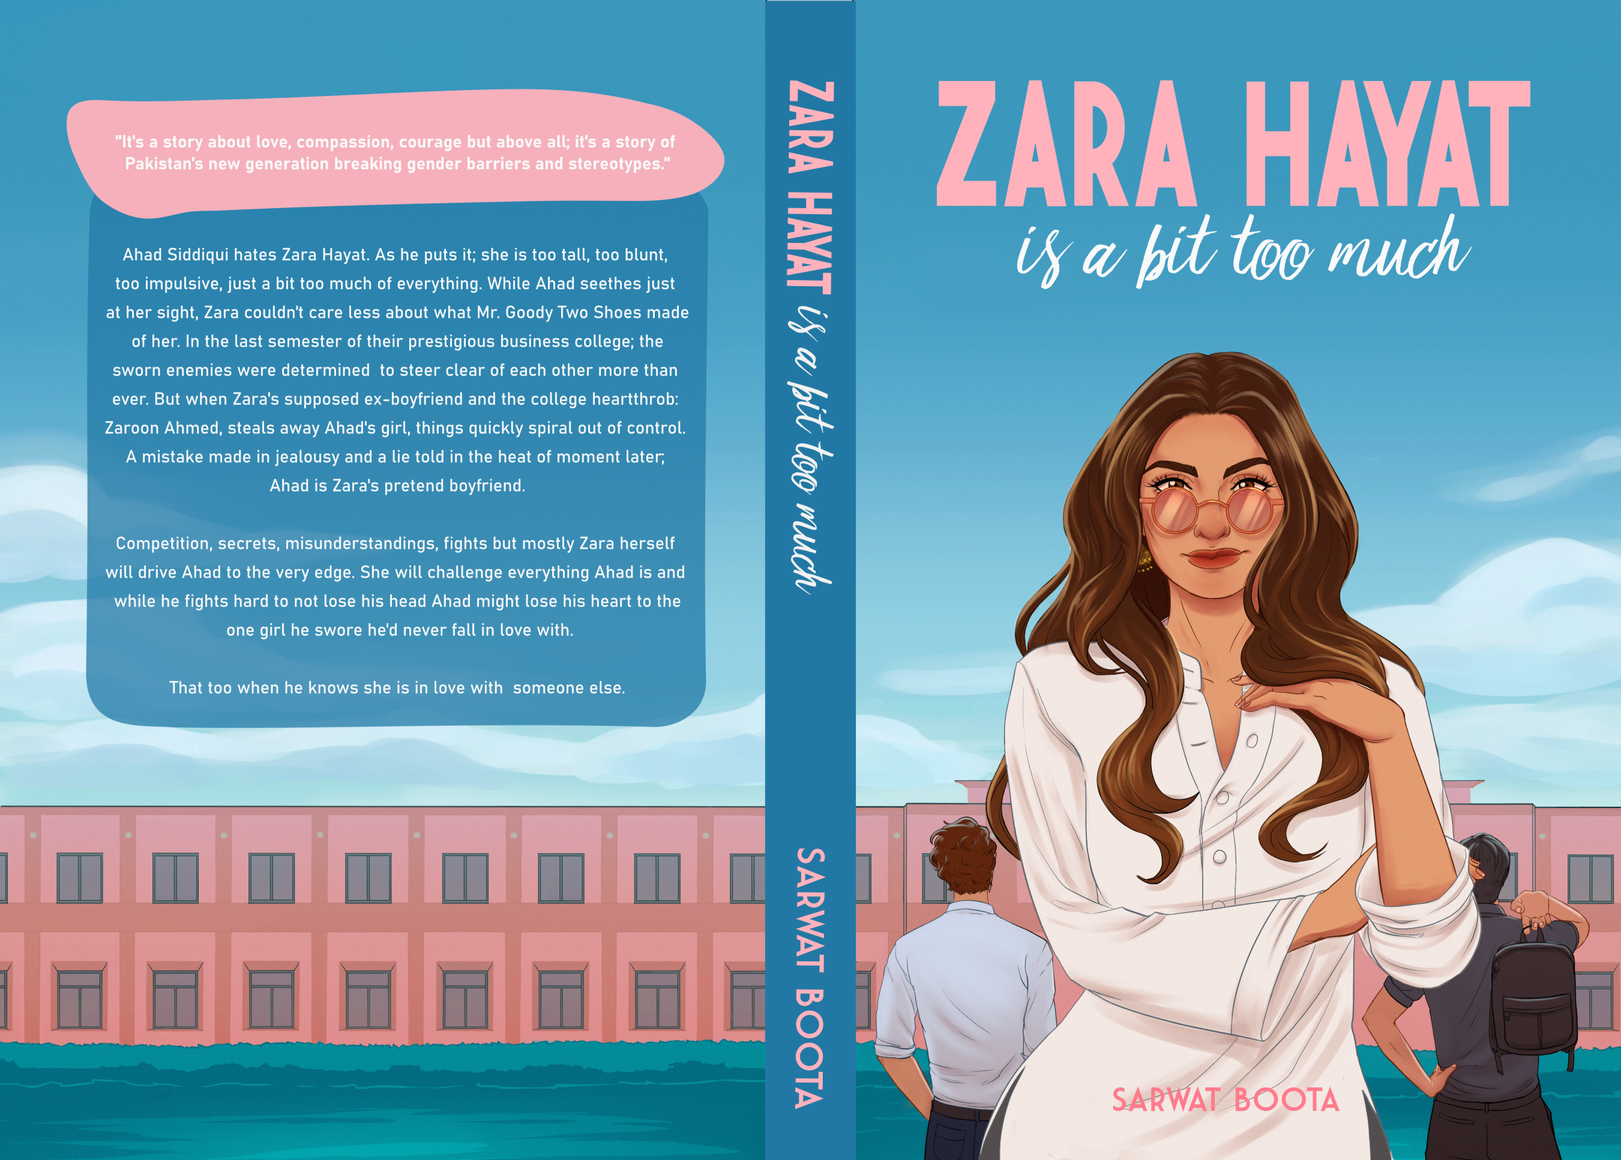 "It's a story about love, compassion, courage but above all; it's a story of
Pakistan's new generation breaking gender barriers and stereotypes."
Ahad Siddiqui hates Zara Hayat. As he puts it; she is too tall, too blunt,
too impulsive, just a bit too much of everything. While Ahad seethes just
at her sight, Zara couldn't care less about what Mr. Goody Two Shoes made
of her. In the last semester of their prestigious business college; the
sworn enemies were determined  to steer clear of each other more than
ever. But when Zara's supposed ex-boyfriend and the college heartthrob:
Zaroon Ahmed, steals away Ahad's girl, things quickly spiral out of control.
A mistake made in jealousy and a lie told in the heat of moment later;
Ahad is Zara's pretend boyfriend.
Competition, secrets, misunderstandings, fights but mostly Zara herself
will drive Ahad to the very edge. She will challenge everything Ahad is and
while he fights hard to not lose his head Ahad might lose his heart to the
one girl he swore he'd never fall in love with.
That too when he knows she is in love with  someone else.
ZARA HAYAT is a bit too much
SARWAT BOOTA
ZARA HAYAT
is a bit too much
SARWAT BOOTA